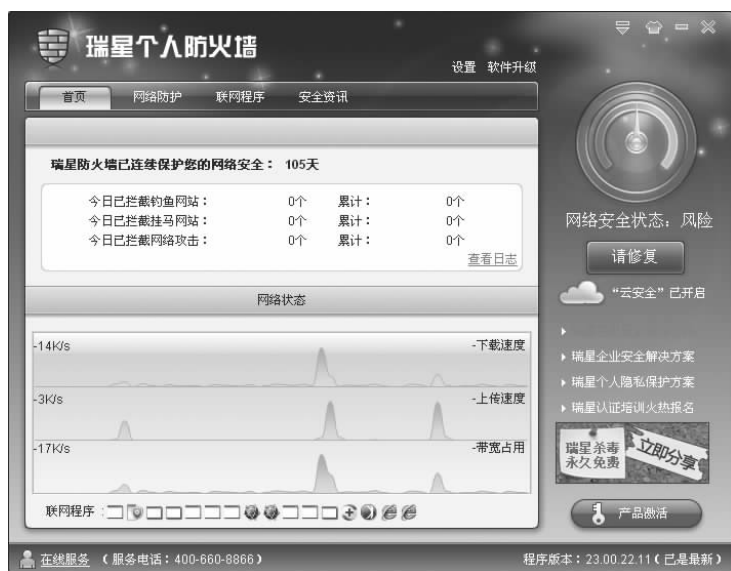 瑞星个人防火墙
设置 软件升级
首页 网络防护 联网程序 安全资讯
瑞星防火墙已连续保护您的网络安全： 105天
今日已拦截钓鱼网站： 0个 累计： 0个
今日已拦截挂马网站： 0个 累计： 0个
今日已拦截网络攻击： 0个 累计： 0个
查看日志
网络状态
-14K/s -下载速度
-3K/s -上传速度
-17K/s -带宽占用
联网程序：
网络安全状态：风险
请修复
“云安全”已开启
瑞星企业安全解决方案
瑞星个人隐私保护方案
瑞星认证培训火热报名
瑞星杀毒
永久免费
立即分享
产品激活
在线服务 （服务电话：400-660-8866）
程序版本：23.00.22.11（已是最新）